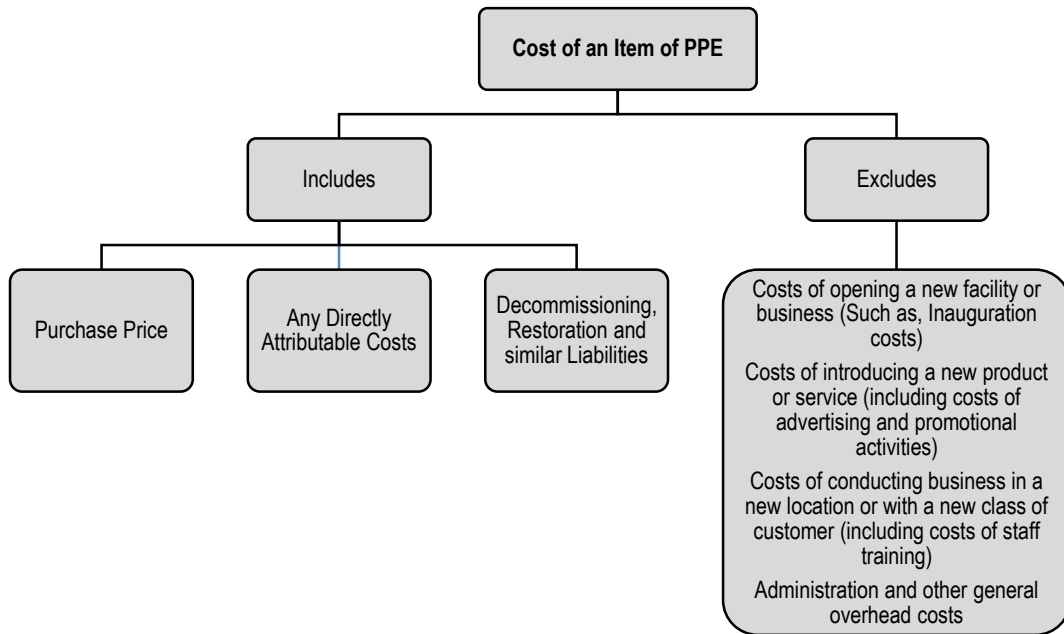 Cost of an Item of PPE
Includes
Excludes
Purchase Price
Any Directly
Attributable Costs
Decommissioning,
Restoration and
similar Liabilities
Costs of opening a new facility or
business (Such as, Inauguration
costs)
Costs of introducing a new product
or service (including costs of
advertising and promotional
activities)
Costs of conducting business in a
new location or with a new class of
customer (including costs of staff
training)
Administration and other general
overhead costs